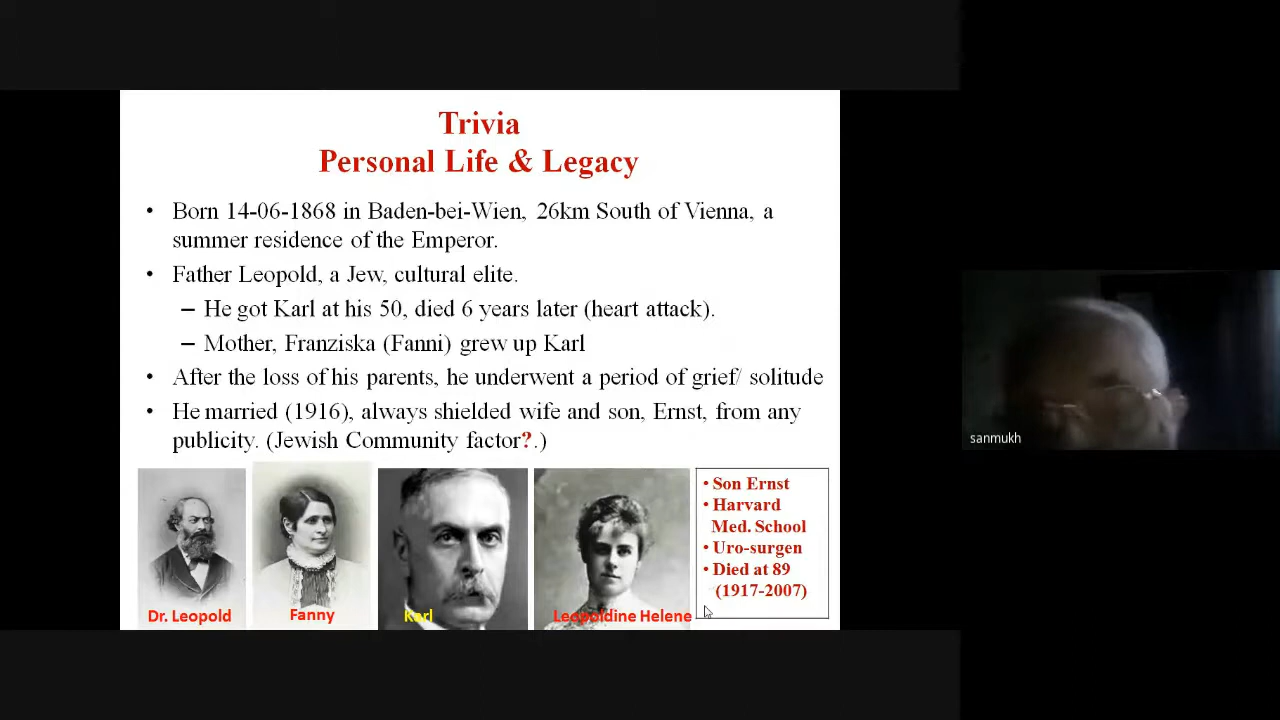 Trivia
Personal Life & Legacy
• Born 14-06-1868 in Baden-bei-Wien, 26km South of Vienna, a
summer residence of the Emperor.
• Father Leopold, a Jew, cultural elite.
– He got Karl at his 50, died 6 years later (heart attack).
– Mother, Franziska (Fanni) grew up Karl
• After the loss of his parents, he underwent a period of grief/ solitude
• He married (1916), always shielded wife and son, Ernst, from any
publicity. (Jewish Community factor?.)
Dr. Leopold
Fanny
Karl
Leopoldine Helene
• Son Ernst
• Harvard
Med. School
• Uro-surgen
• Died at 89
(1917-2007)
sanmukh